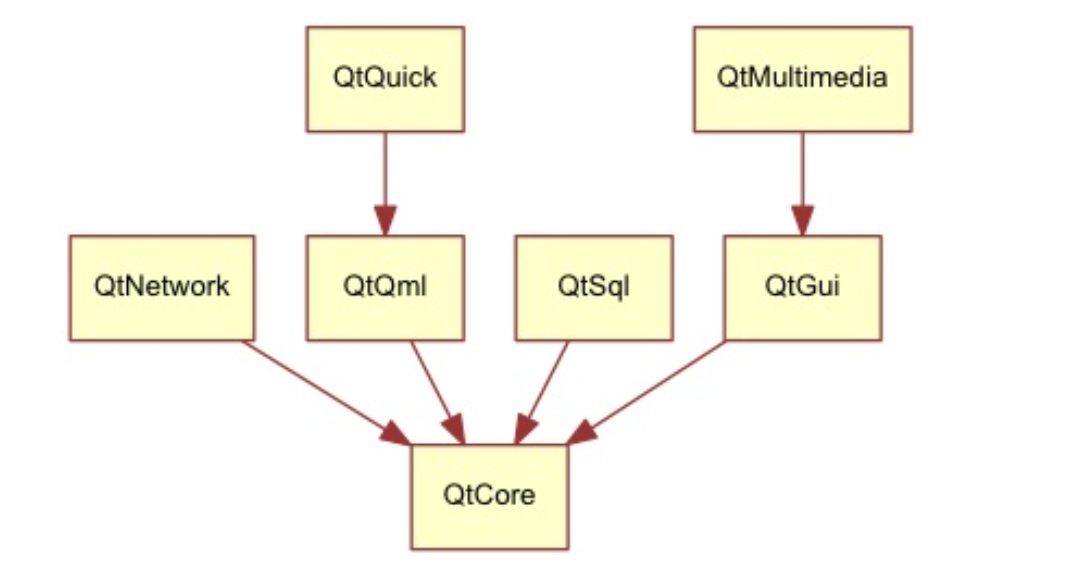 QtQuick
QtMultimedia
QtNetwork
QtQml
QtSql
QtGui
QtCore